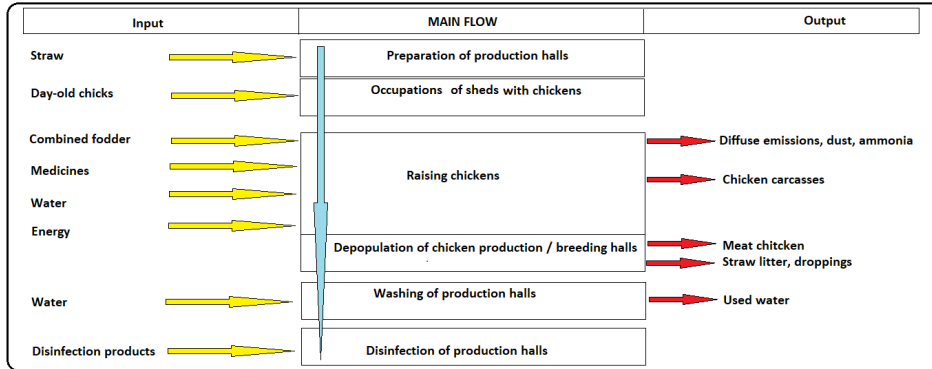 Input MAIN FLOW Output
Straw Preparation of production halls
Day-old chicks Occupations of sheds with chickens
Combined fodder Diffuse emissions, dust, ammonia
Medicines Raising chickens Chicken carcasses
Water
Energy
Depopulation of chicken production / breeding halls Meat chitcken
Straw litter, droppings
Water Washing of production halls Used water
Disinfection products Disinfection of production halls